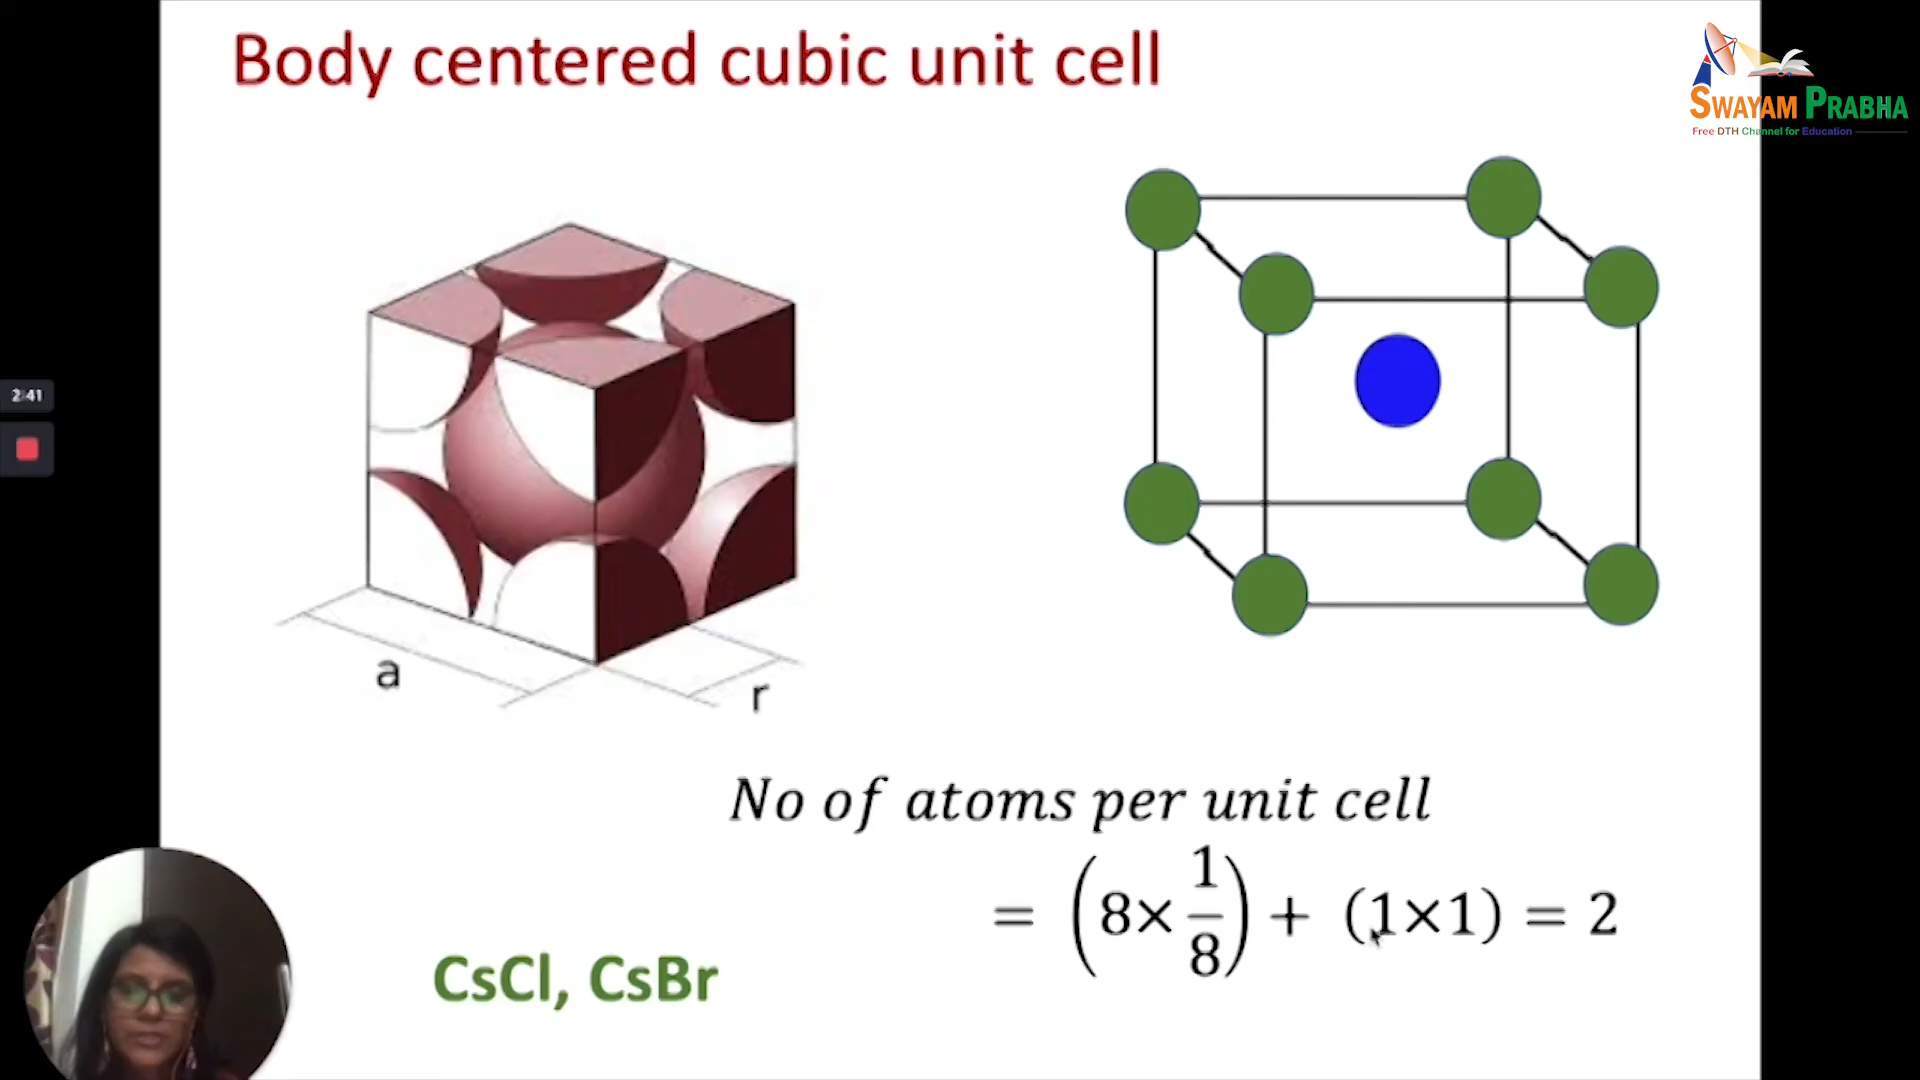 Body centered cubic unit cell
SWAYAM PRABHA
Free DTH Channel for Education
2:41
a
r
No of atoms per unit cell
= (8×1/8) + (1×1) = 2
CsCl, CsBr